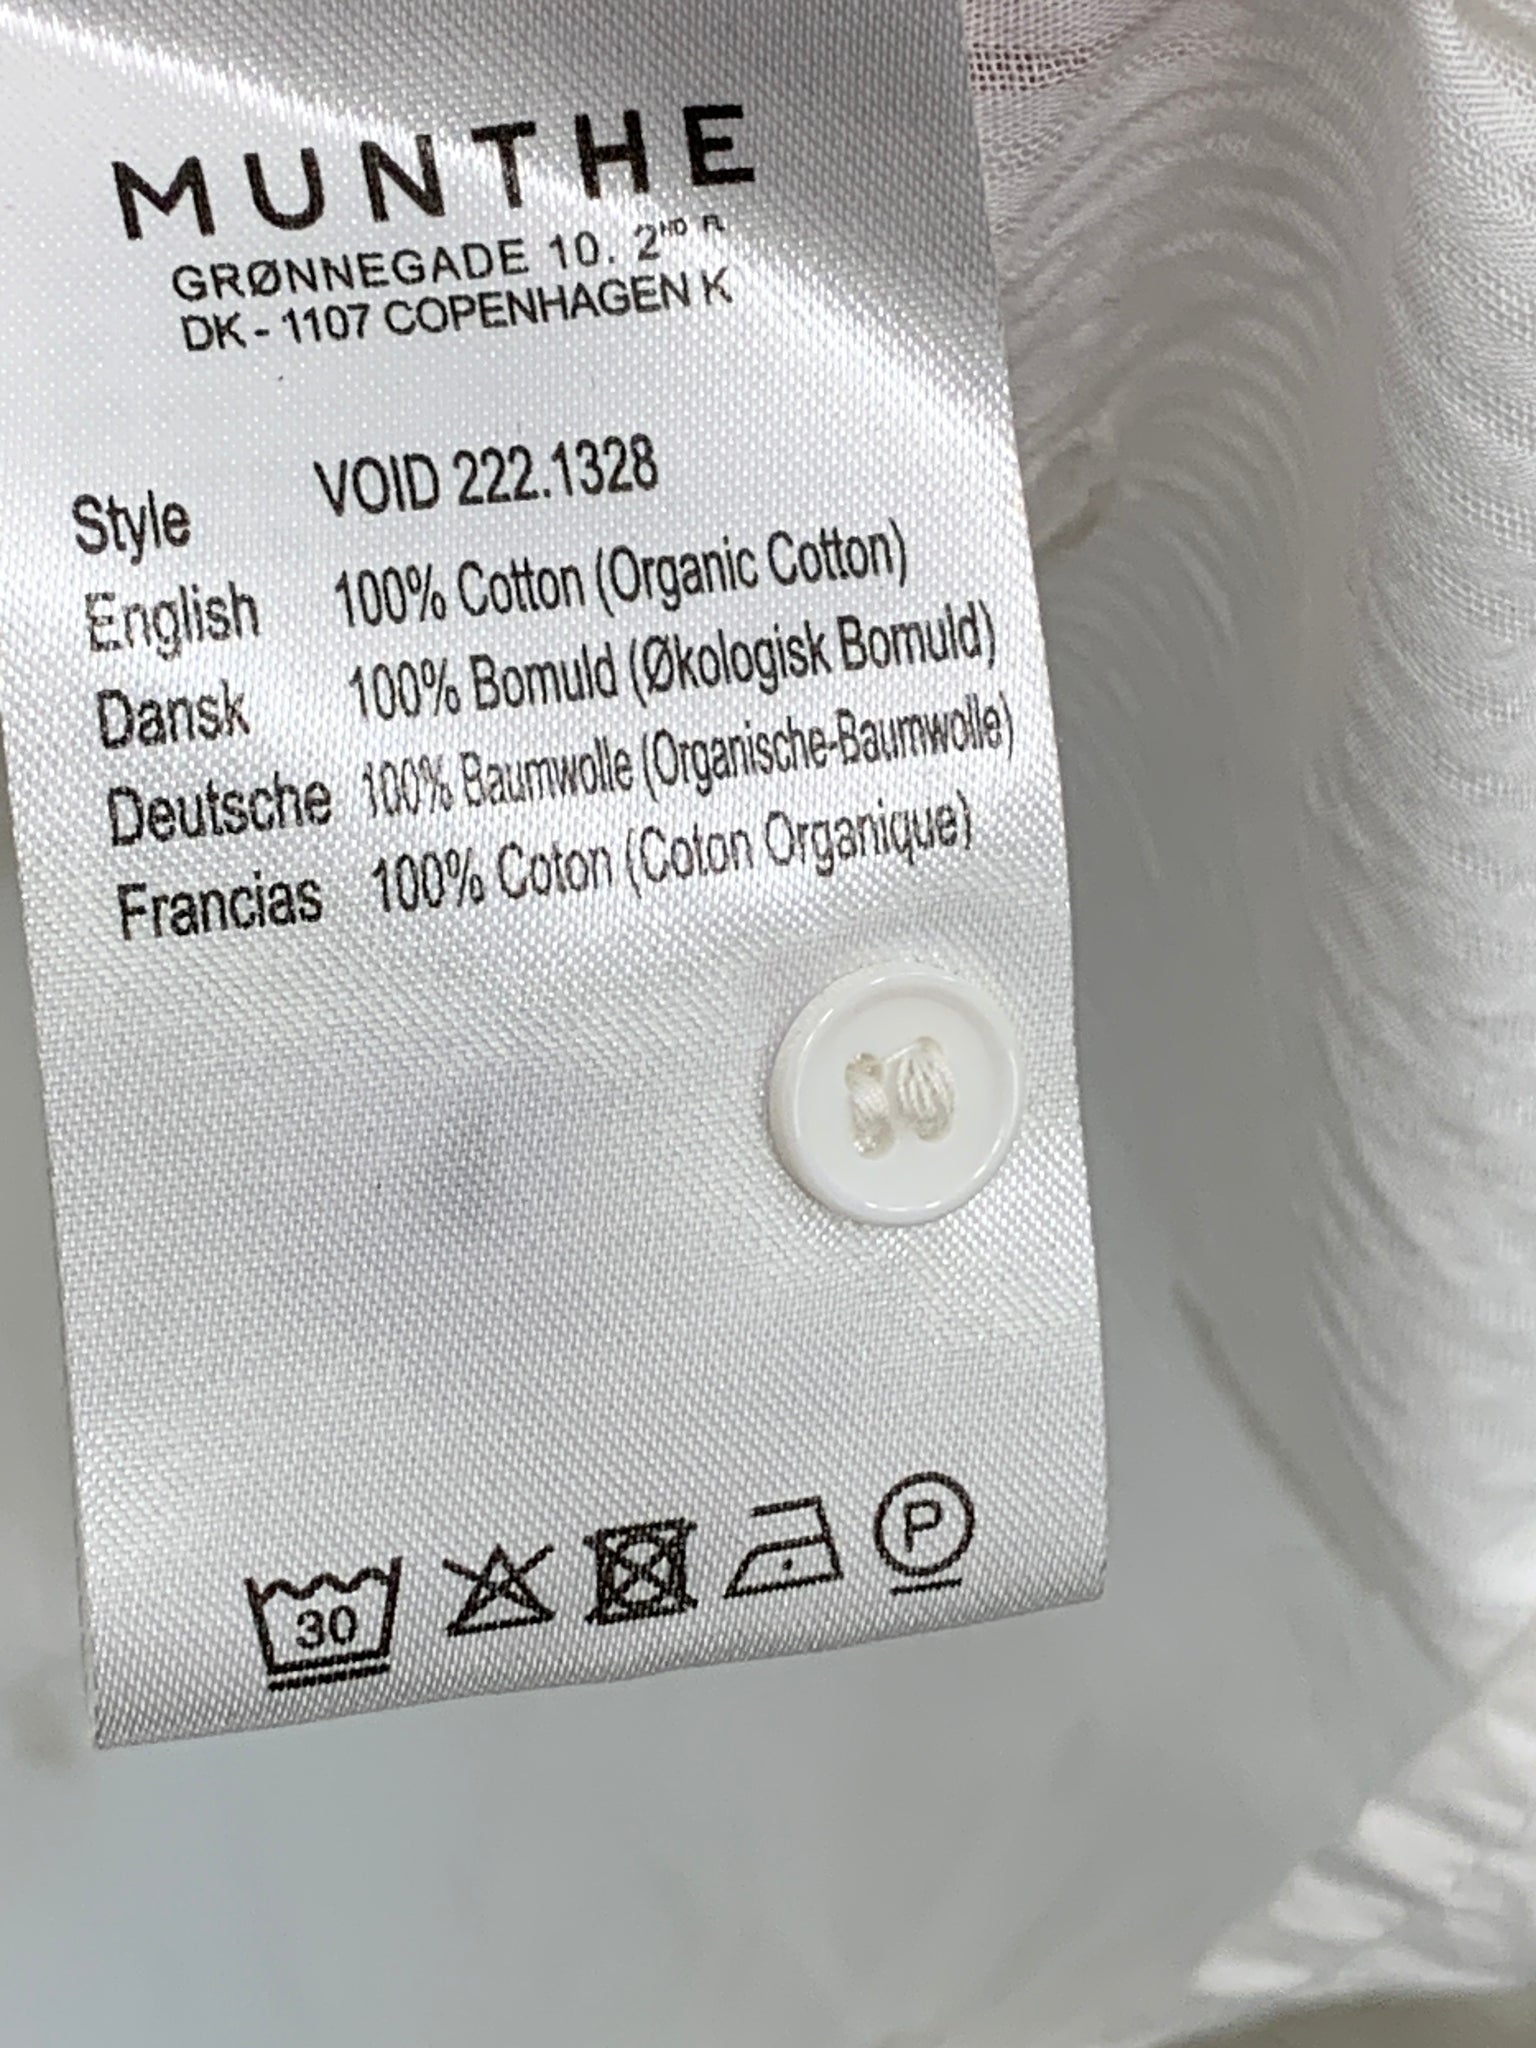 MUNTHE
GRØNNEGADE 10. 2ND FL
DK - 1107 COPENHAGEN K
Style VOID 222.1328
English 100% Cotton (Organic Cotton)
Dansk 100% Bomuld (Økologisk Bomuld)
Deutsche 100% Baumwolle (Organische-Baumwolle)
Francias 100% Coton (Coton Organique)
30 P